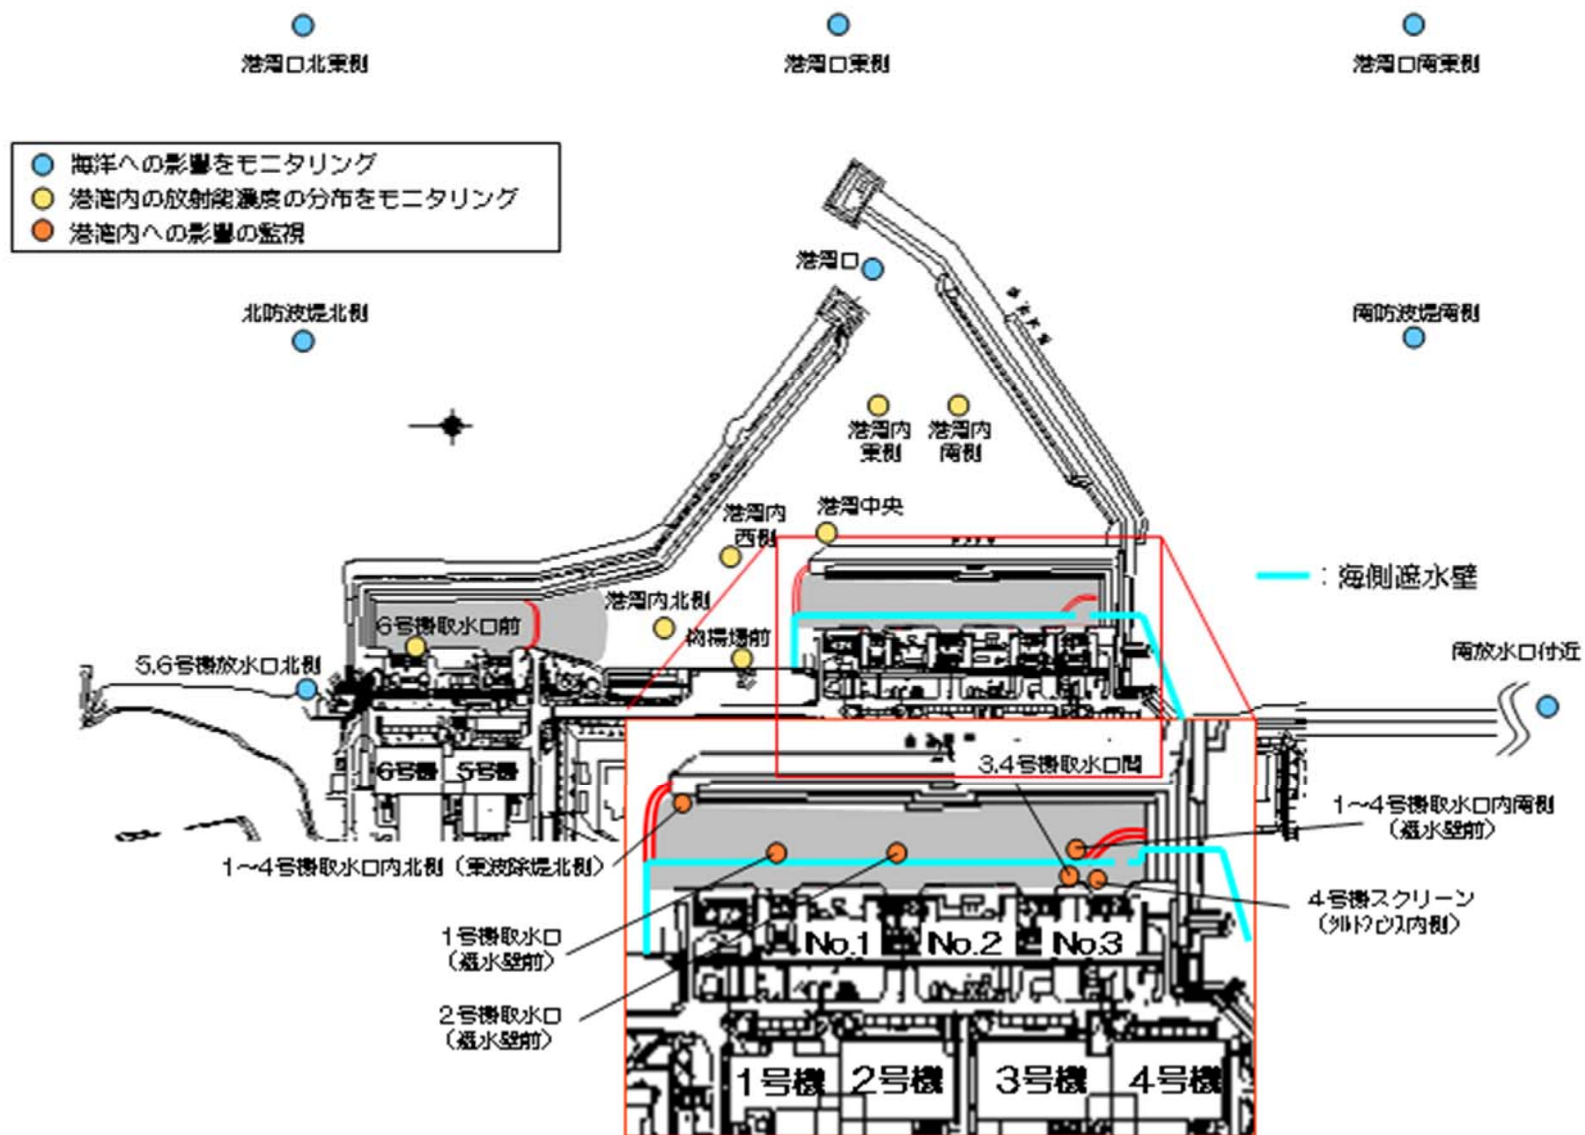 港湾口北東側
港湾口東側
港湾口南東側
海洋への影響をモニタリング
港湾内の放射能濃度の分布をモニタリング
港湾内への影響の監視
港湾口
北防波堤北側
南防波堤南側
港湾内
東側
港湾内
南側
港湾内
西側
港湾中央
:海側遮水壁
港湾内北側
6号機取水口前
物揚場前
5,6号機放水口北側
南放水口付近
6号機
5号機
3,4号機取水口間
1~4号機取水口内南側
(遮水壁前)
1~4号機取水口内北側(東波除堤北側)
4号機スクリーン
(シルトフェンス内側)
1号機取水口
(遮水壁前)
No.1
No.2
No.3
2号機取水口
(遮水壁前)
1号機
2号機
3号機
4号機